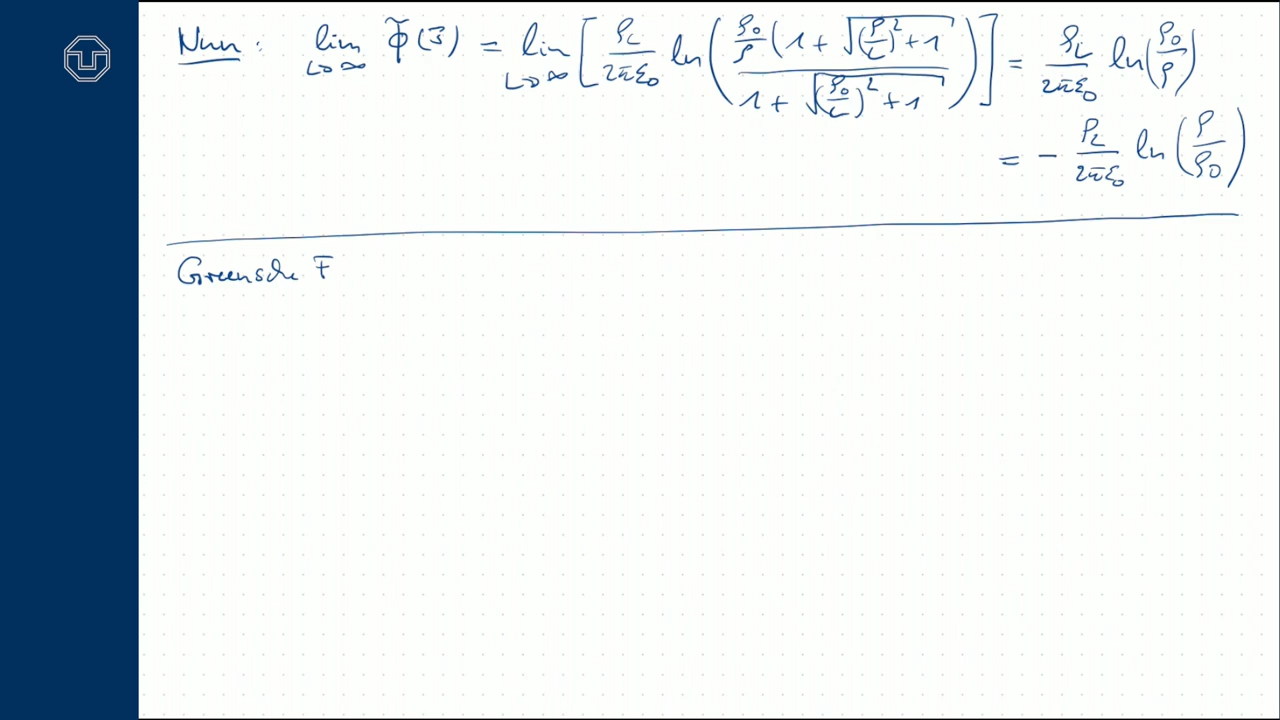 Nun: lim_{L→∞} Φ̃(ℨ) = lim_{L→∞} [ ρ_L/(2πε₀) ln( (ρ₀/ρ (1 + √((ρ/L)² + 1)) / (1 + √((ρ₀/L)² + 1)) ) ] = ρ_L/(2πε₀) ln(ρ₀/ρ)
= − ρ_L/(2πε₀) ln(ρ/ρ₀)
Greensche F